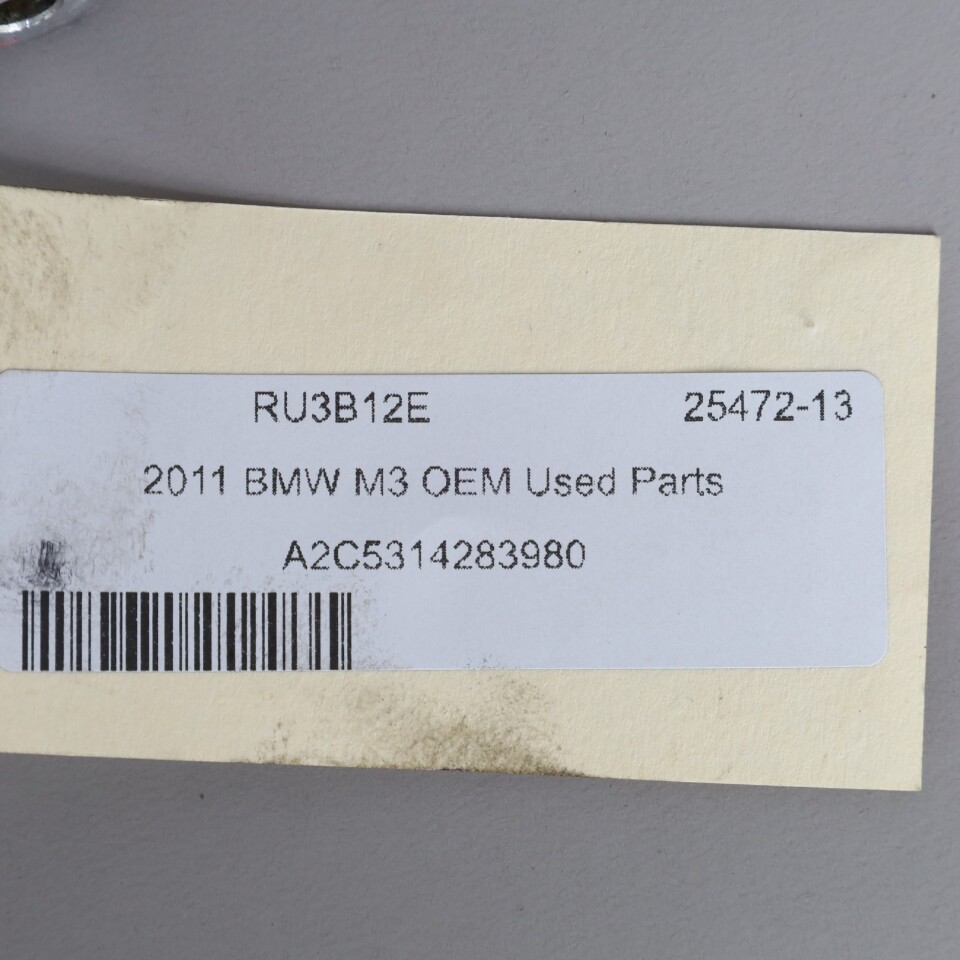 RU3B12E 25472-13
2011 BMW M3 OEM Used Parts
A2C5314283980